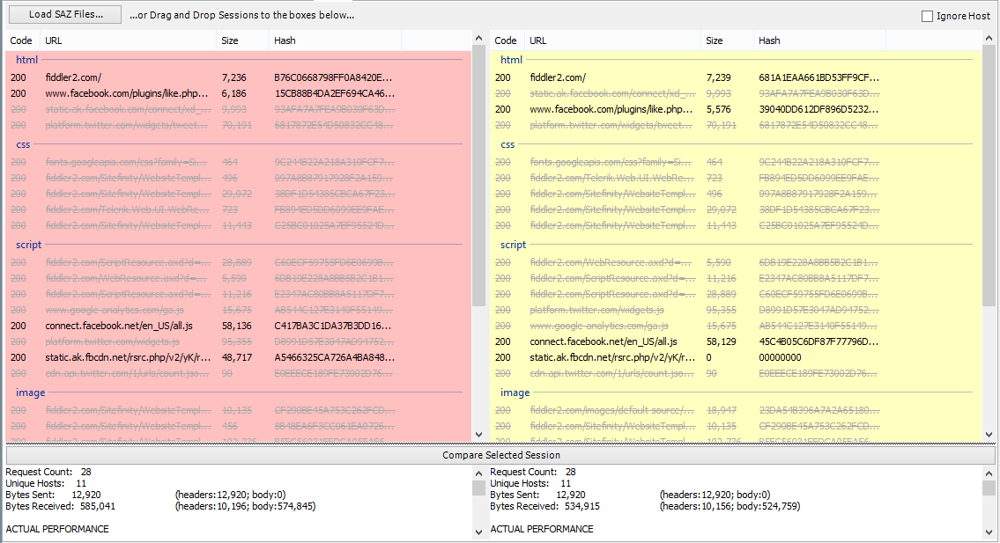 Load SAZ Files... ...or Drag and Drop Sessions to the boxes below... Ignore Host
Code URL Size Hash
html
200 fiddler2.com/ 7,236 B76C0668798FF0A8420E...
200 www.facebook.com/plugins/like.php... 6,186 15CB88B4DA2EF694CA46...
200 static.ak.facebook.com/connect/xd_... 9,993 93AFA7A7FEA9B030F63D...
200 platform.twitter.com/widgets/tweet... 70,191 6817872E54D50832CC48...
css
200 fonts.googleapis.com/css?family=Si... 464 9C244B22A218A310FCF7...
200 fiddler2.com/Sitefinity/WebsiteTempl... 496 097A8B87917928F2A159...
200 fiddler2.com/Sitefinity/WebsiteTempl... 29,072 38DF1D54385CBCA67F23...
200 fiddler2.com/Telerik.Web.UI.WebRe... 723 FB894ED5DD6099EE9FAE...
200 fiddler2.com/Sitefinity/WebsiteTempl... 11,443 C25BC01025A7EF95524D...
script
200 fiddler2.com/ScriptResource.axd?d=... 28,889 C60ECF59755FD6E0699B...
200 fiddler2.com/WebResource.axd?d=... 5,590 6DB19E228A8BB5B2C1B1...
200 fiddler2.com/ScriptResource.axd?d=... 11,216 E2347AC80BB8A5117DF7...
200 www.google-analytics.com/ga.js 15,675 AB544C127E3140F55149...
200 connect.facebook.net/en_US/all.js 58,136 C417BA3C1DA37B3DD16...
200 platform.twitter.com/widgets.js 95,355 D8991D57E3047AD94752...
200 static.ak.fbcdn.net/rsrc.php/v2/yK/r... 48,717 A5466325CA726A4BA848...
200 cdn.api.twitter.com/1/urls/count.jso... 90 E0EEECE189FE73002D76...
image
200 fiddler2.com/Sitefinity/WebsiteTempl... 10,135 CF290BE45A753C262FCD...
200 fiddler2.com/Sitefinity/WebsiteTempl... 456 8B48EA6F3CC061EA0726...
200 fiddler2.com/Sitefinity/WebsiteTempl... 102,736
Code URL Size Hash
html
200 fiddler2.com/ 7,239 681A1EAA661BD53FF9CF...
200 static.ak.facebook.com/connect/xd_... 9,993 93AFA7A7FEA9B030F63D...
200 www.facebook.com/plugins/like.php... 5,576 39040DD612DF896D5232...
200 platform.twitter.com/widgets/tweet... 70,191 6817872E54D50832CC48...
css
200 fonts.googleapis.com/css?family=Si... 464 9C244B22A218A310FCF7...
200 fiddler2.com/Telerik.Web.UI.WebRe... 723 FB894ED5DD6099EE9FAE...
200 fiddler2.com/Sitefinity/WebsiteTempl... 496 097A8B87917928F2A159...
200 fiddler2.com/Sitefinity/WebsiteTempl... 29,072 38DF1D54385CBCA67F23...
200 fiddler2.com/Sitefinity/WebsiteTempl... 11,443 C25BC01025A7EF95524D...
script
200 fiddler2.com/WebResource.axd?d=... 5,590 6DB19E228A8BB5B2C1B1...
200 fiddler2.com/ScriptResource.axd?d=... 11,216 E2347AC80BB8A5117DF7...
200 fiddler2.com/ScriptResource.axd?d=... 28,889 C60ECF59755FD6E0699B...
200 platform.twitter.com/widgets.js 95,355 D8991D57E3047AD94752...
200 www.google-analytics.com/ga.js 15,675 AB544C127E3140F55149...
200 connect.facebook.net/en_US/all.js 58,129 45C4B05C6DF87F77796D...
200 static.ak.fbcdn.net/rsrc.php/v2/yK/r... 0 00000000
200 cdn.api.twitter.com/1/urls/count.jso... 90 E0EEECE189FE73002D76...
image
200 fiddler2.com/images/default-source/... 18,947 23DA54B396A7A2A65180...
200 fiddler2.com/Sitefinity/WebsiteTempl... 10,135 CF290BE45A753C262FCD...
200 fiddler2.com/Sitefinity/WebsiteTempl... 102,736
Compare Selected Session
Request Count: 28
Unique Hosts: 11
Bytes Sent: 12,920 (headers:12,920; body:0)
Bytes Received: 585,041 (headers:10,196; body:574,845)
ACTUAL PERFORMANCE
Request Count: 28
Unique Hosts: 11
Bytes Sent: 12,920 (headers:12,920; body:0)
Bytes Received: 534,915 (headers:10,156; body:524,759)
ACTUAL PERFORMANCE